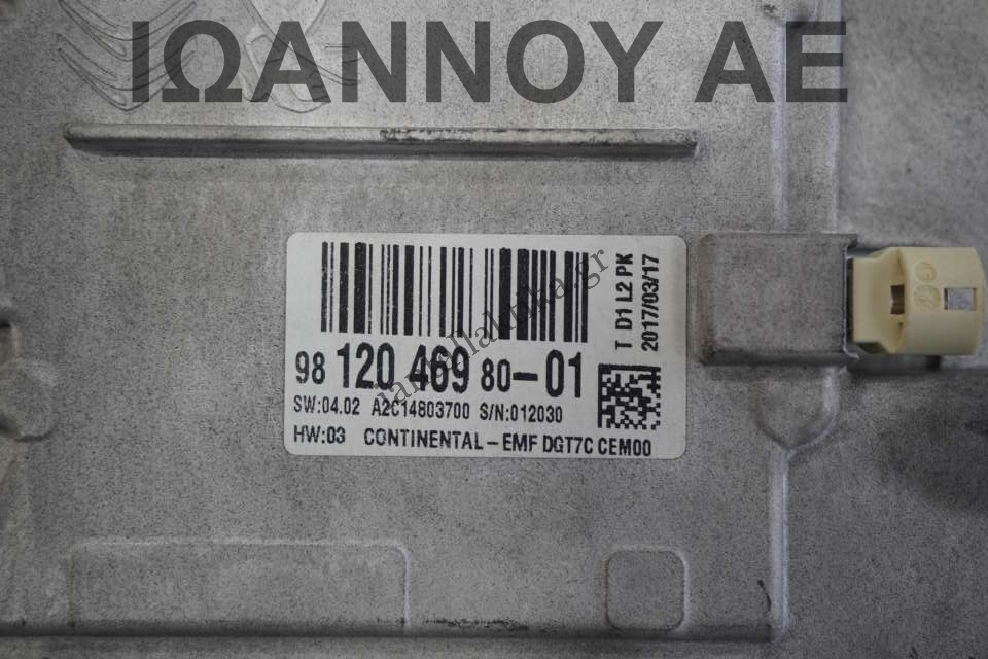 ΙΩΑΝΝΟΥ ΑΕ
98 120 469 80-01
SW:04.02 A2C14803700 S/N:012030
HW:03 CONTINENTAL-EMF DGT7C CEM00
T D1 L2 PK
2017/03/17